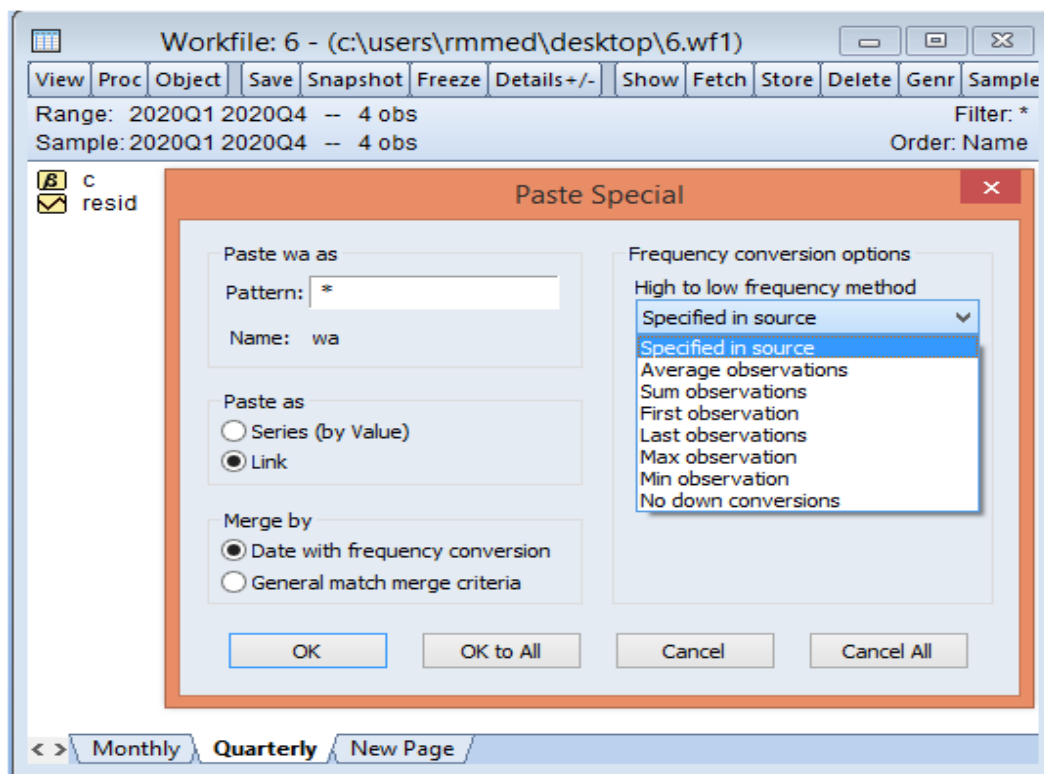 Workfile: 6 - (c:\users\rmmed\desktop\6.wf1)
View Proc Object Save Snapshot Freeze Details+/- Show Fetch Store Delete Genr Sample
Range: 2020Q1 2020Q4 -- 4 obs Filter: *
Sample: 2020Q1 2020Q4 -- 4 obs Order: Name
β c
resid
Paste Special
Paste wa as
Pattern: *
Name: wa
Paste as
Series (by Value)
Link
Merge by
Date with frequency conversion
General match merge criteria
Frequency conversion options
High to low frequency method
Specified in source
Specified in source
Average observations
Sum observations
First observation
Last observations
Max observation
Min observation
No down conversions
OK OK to All Cancel Cancel All
< > Monthly Quarterly New Page